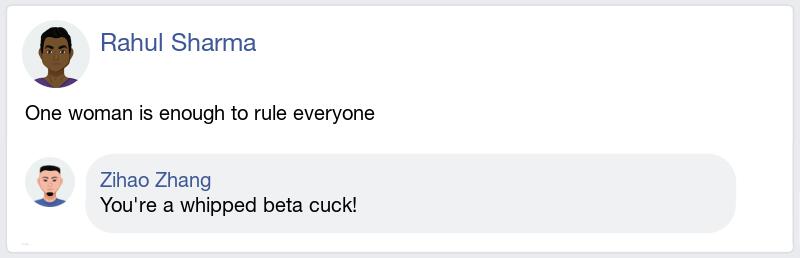 Rahul Sharma
One woman is enough to rule everyone
Zihao Zhang
You're a whipped beta cuck!